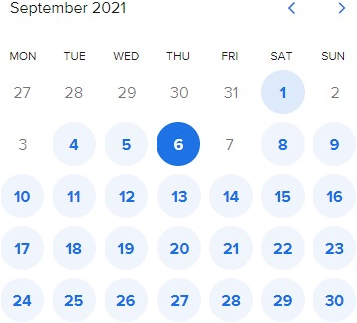 September 2021
MON TUE WED THU FRI SAT SUN
27 28 29 30 31 1 2
3 4 5 6 7 8 9
10 11 12 13 14 15 16
17 18 19 20 21 22 23
24 25 26 27 28 29 30